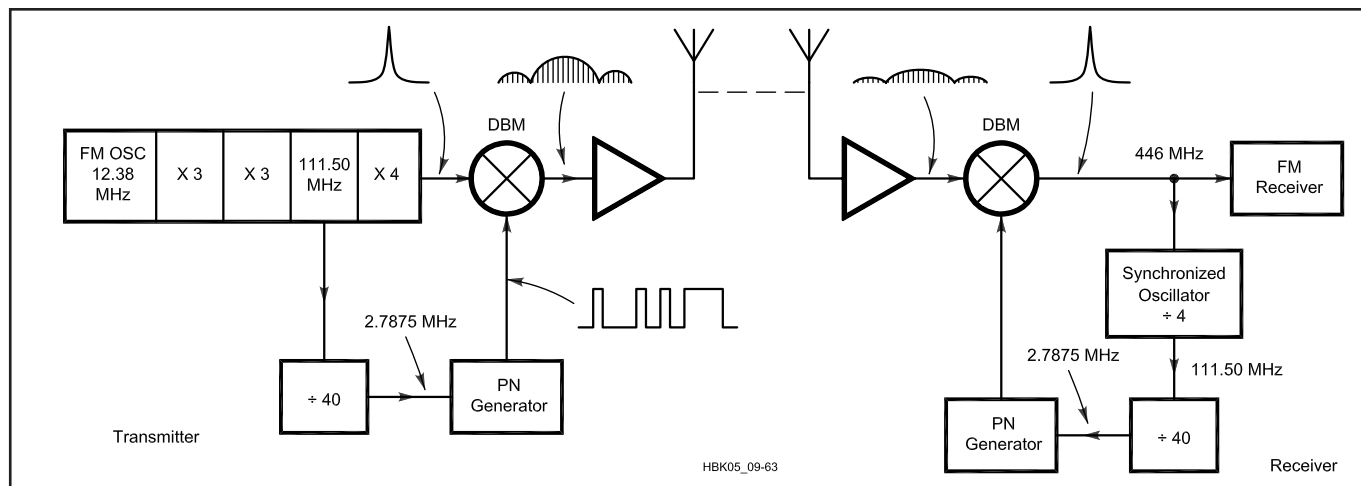 FM OSC
12.38
MHz
X 3
X 3
111.50
MHz
X 4
DBM
2.7875 MHz
÷ 40
PN
Generator
Transmitter
DBM
446 MHz
FM
Receiver
Synchronized
Oscillator
÷ 4
2.7875 MHz
111.50 MHz
PN
Generator
÷ 40
HBK05_09-63
Receiver